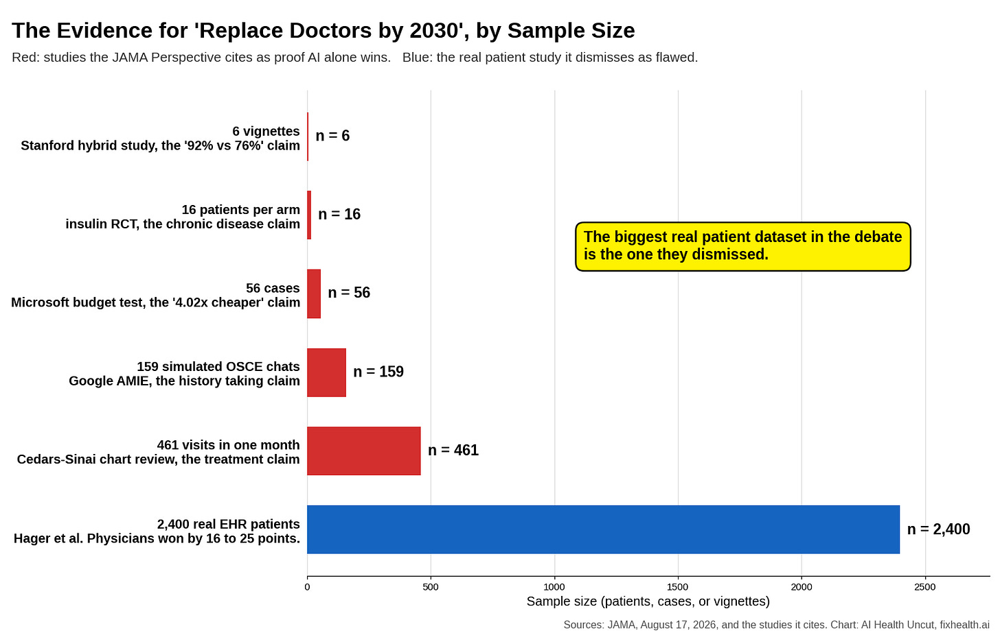 The Evidence for 'Replace Doctors by 2030', by Sample Size
Red: studies the JAMA Perspective cites as proof AI alone wins.   Blue: the real patient study it dismisses as flawed.
6 vignettes
Stanford hybrid study, the '92% vs 76%' claim
n = 6
16 patients per arm
insulin RCT, the chronic disease claim
n = 16
The biggest real patient dataset in the debate
is the one they dismissed.
56 cases
Microsoft budget test, the '4.02x cheaper' claim
n = 56
159 simulated OSCE chats
Google AMIE, the history taking claim
n = 159
461 visits in one month
Cedars-Sinai chart review, the treatment claim
n = 461
2,400 real EHR patients
Hager et al. Physicians won by 16 to 25 points.
n = 2,400
0 500 1000 1500 2000 2500
Sample size (patients, cases, or vignettes)
Sources: JAMA, August 17, 2026, and the studies it cites. Chart: AI Health Uncut, fixhealth.ai